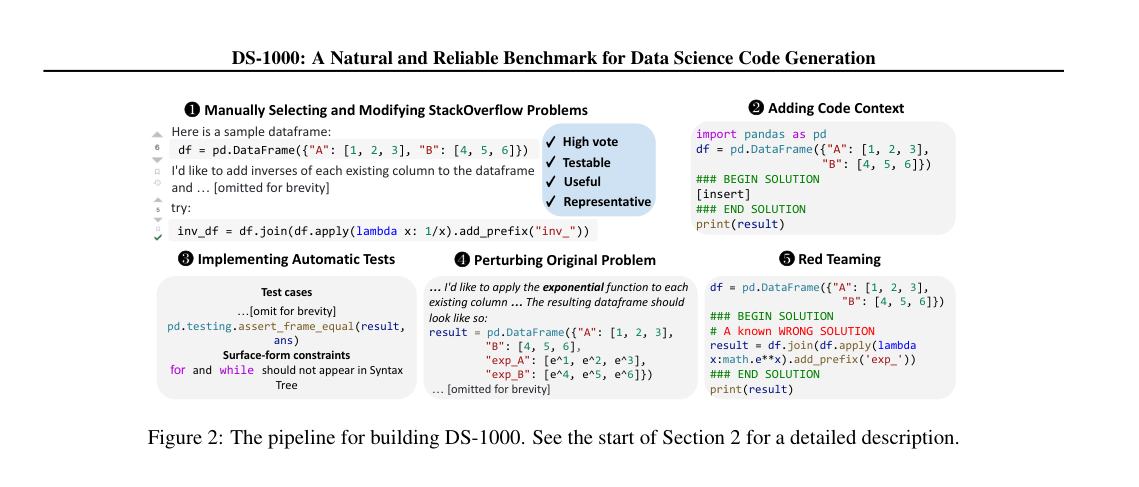 DS-1000: A Natural and Reliable Benchmark for Data Science Code Generation
❶ Manually Selecting and Modifying StackOverflow Problems
Here is a sample dataframe:
6
df = pd.DataFrame({"A": [1, 2, 3], "B": [4, 5, 6]})
I'd like to add inverses of each existing column to the dataframe
and ... [omitted for brevity]
5
try:
inv_df = df.join(df.apply(lambda x: 1/x).add_prefix("inv_"))
✓ High vote
✓ Testable
✓ Useful
✓ Representative
❷ Adding Code Context
import pandas as pd
df = pd.DataFrame({"A": [1, 2, 3],
"B": [4, 5, 6]})
### BEGIN SOLUTION
[insert]
### END SOLUTION
print(result)
❸ Implementing Automatic Tests
Test cases
...[omit for brevity]
pd.testing.assert_frame_equal(result,
ans)
Surface-form constraints
for and while should not appear in Syntax
Tree
❹ Perturbing Original Problem
... I'd like to apply the exponential function to each
existing column ... The resulting dataframe should
look like so:
result = pd.DataFrame({"A": [1, 2, 3],
"B": [4, 5, 6],
"exp_A": [e^1, e^2, e^3],
"exp_B": [e^4, e^5, e^6]})
... [omitted for brevity]
❺ Red Teaming
df = pd.DataFrame({"A": [1, 2, 3],
"B": [4, 5, 6]})
### BEGIN SOLUTION
# A known WRONG SOLUTION
result = df.join(df.apply(lambda
x:math.e**x).add_prefix('exp_'))
### END SOLUTION
print(result)
Figure 2: The pipeline for building DS-1000. See the start of Section 2 for a detailed description.